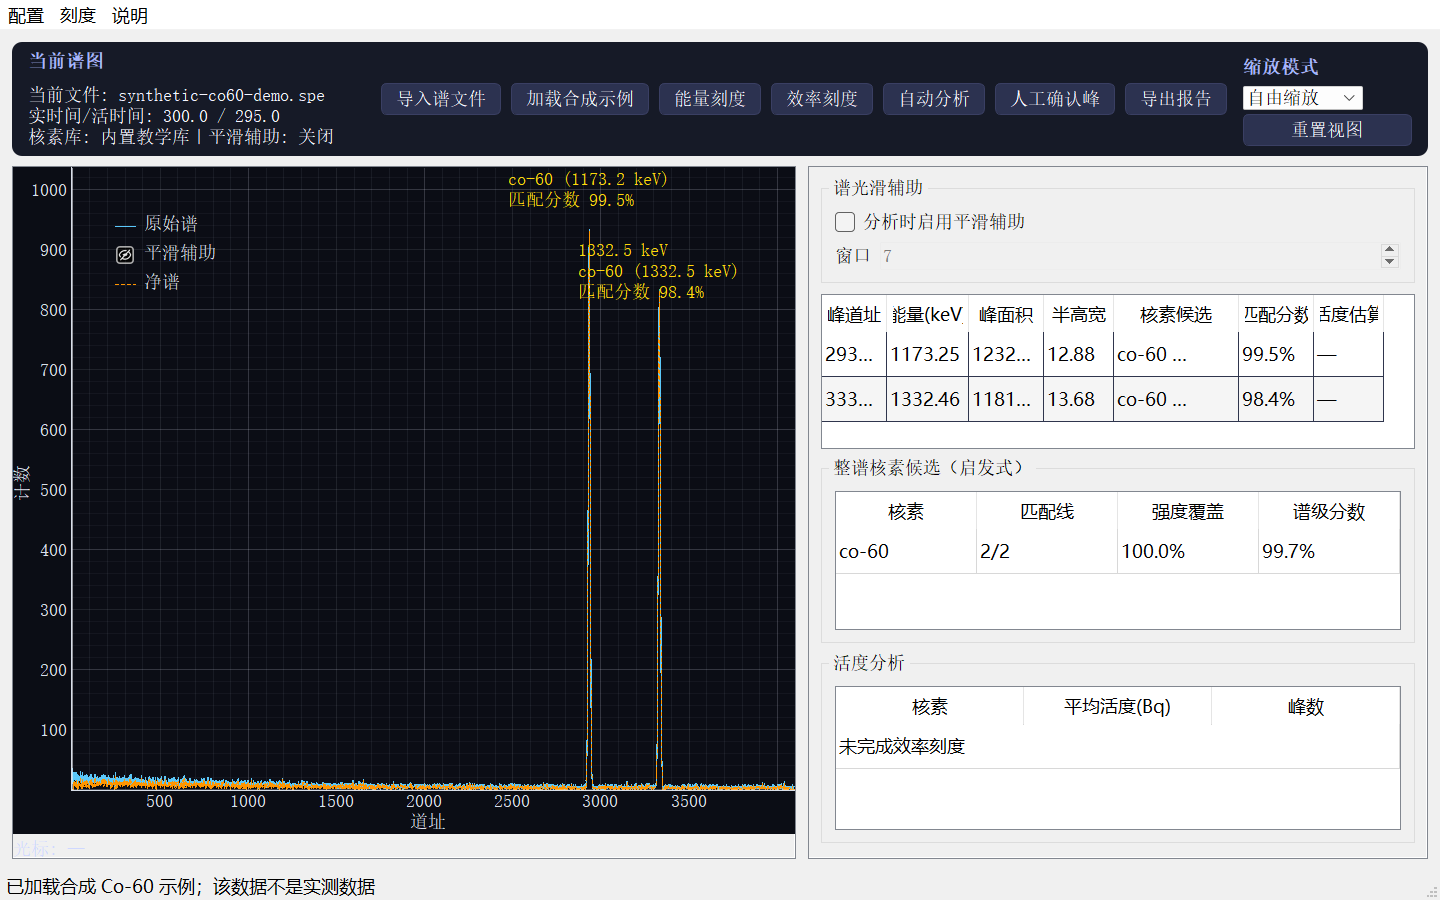 配置 刻度 说明
当前谱图
当前文件: synthetic-co60-demo.spe
实时间/活时间: 300.0 / 295.0
核素库: 内置教学库 | 平滑辅助: 关闭
导入谱文件 加载合成示例 能量刻度 效率刻度 自动分析 人工确认峰 导出报告
缩放模式
自由缩放
重置视图
co-60 (1173.2 keV)
匹配分数 99.5%
1332.5 keV
co-60 (1332.5 keV)
匹配分数 98.4%
原始谱
平滑辅助
净谱
1000
900
800
700
600
500
400
300
200
100
计数
500 1000 1500 2000 2500 3000 3500
道址
光标: —
谱光滑辅助
分析时启用平滑辅助
窗口 7
峰道址 能量(keV 峰面积 半高宽 核素候选 匹配分数 活度估算
293... 1173.25 1232... 12.88 co-60 ... 99.5% —
333... 1332.46 1181... 13.68 co-60 ... 98.4% —
整谱核素候选（启发式）
核素 匹配线 强度覆盖 谱级分数
co-60 2/2 100.0% 99.7%
活度分析
核素 平均活度(Bq) 峰数
未完成效率刻度
已加载合成 Co-60 示例；该数据不是实测数据